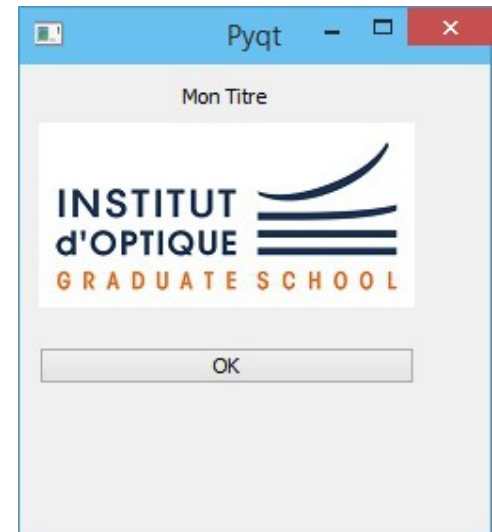 Pyqt
Mon Titre
INSTITUT
d'OPTIQUE
GRADUATE SCHOOL
OK